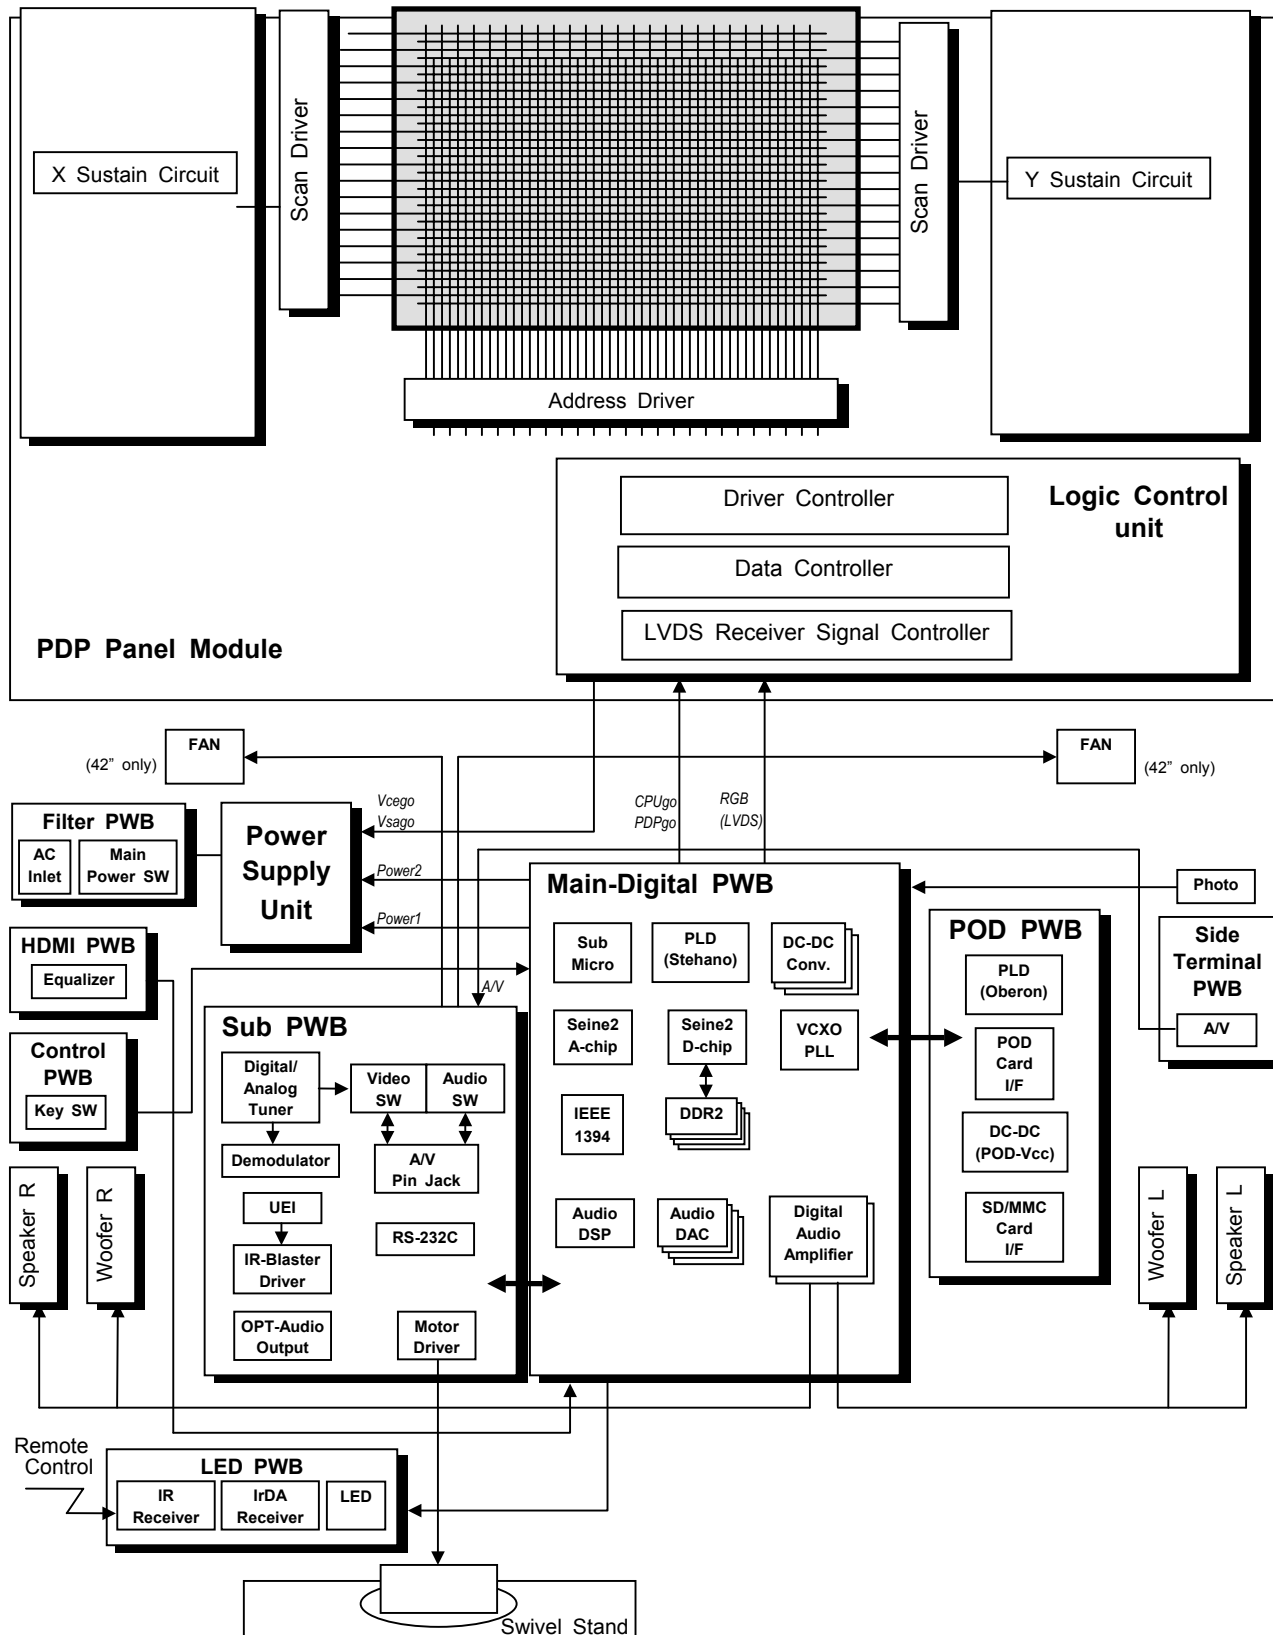 X Sustain Circuit
Scan Driver
Scan Driver
Y Sustain Circuit
Address Driver
Driver Controller
Logic Control
unit
Data Controller
LVDS Receiver Signal Controller
PDP Panel Module
FAN
(42" only)
FAN
(42" only)
Vcego
Vsago
CPUgo
PDPgo
RGB
(LVDS)
Filter PWB
AC
Inlet
Main
Power SW
Power
Supply
Unit
Power2
Power1
Main-Digital PWB
Sub
Micro
PLD
(Stehano)
DC-DC
Conv.
Seine2
A-chip
Seine2
D-chip
VCXO
PLL
IEEE
1394
DDR2
Audio
DSP
Audio
DAC
Digital
Audio
Amplifier
Photo
POD PWB
PLD
(Oberon)
POD
Card
I/F
DC-DC
(POD-Vcc)
SD/MMC
Card
I/F
Side
Terminal
PWB
A/V
HDMI PWB
Equalizer
A/V
Control
PWB
Key SW
Sub PWB
Digital/
Analog
Tuner
Video
SW
Audio
SW
Demodulator
A/V
Pin Jack
UEI
RS-232C
IR-Blaster
Driver
OPT-Audio
Output
Motor
Driver
Speaker R
Woofer R
Woofer L
Speaker L
Remote
Control
LED PWB
IR
Receiver
IrDA
Receiver
LED
Swivel Stand